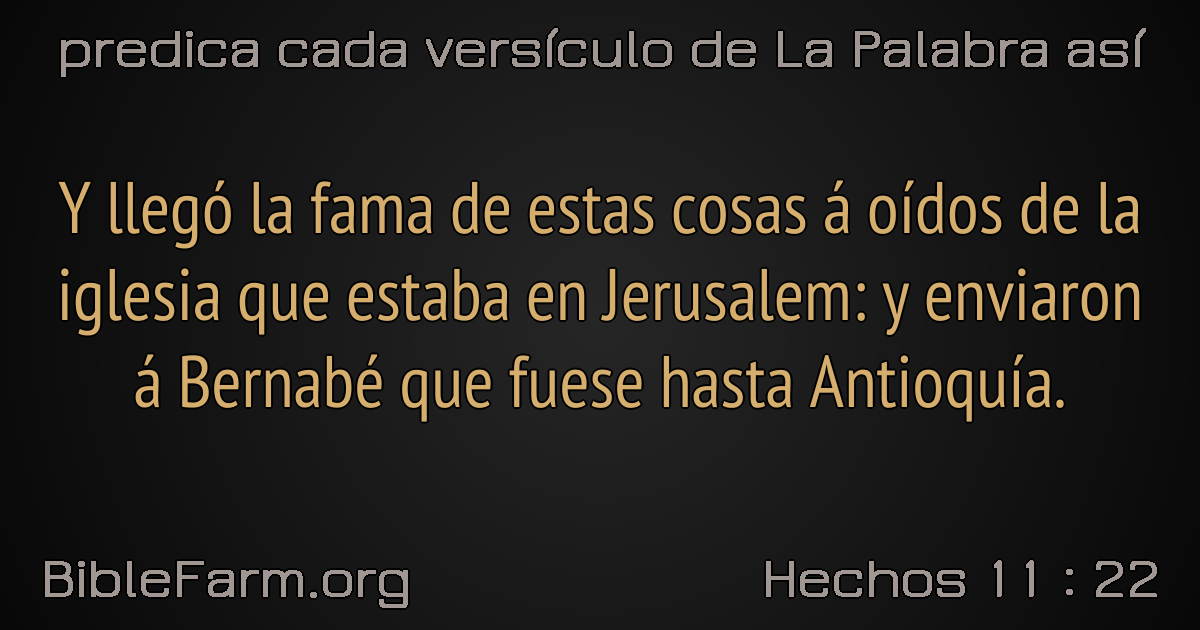 predica cada versículo de La Palabra así
Y llegó la fama de estas cosas á oídos de la
iglesia que estaba en Jerusalem: y enviaron
á Bernabé que fuese hasta Antioquía.
BibleFarm.org
Hechos 11 : 22